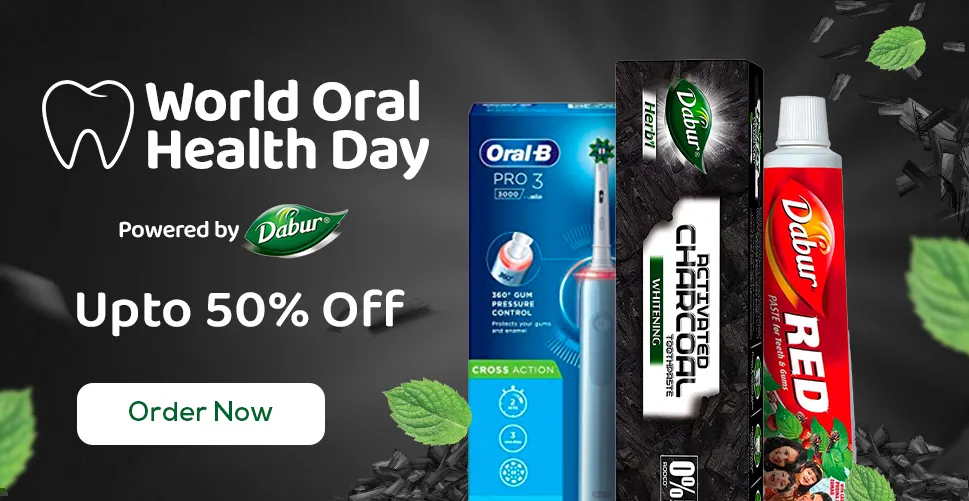 World Oral
Health Day
Powered by Dabur
Upto 50% Off
Order Now
Oral-B
PRO 3
3000
360° GUM
PRESSURE
CONTROL
Protects your gums
and enamel
CROSS ACTION
2
3
Dabur
Herb'l
ACTIVATED
CHARCOAL
TOOTHPASTE
WHITENING
0%
Dabur
RED
PASTE for Teeth & Gums